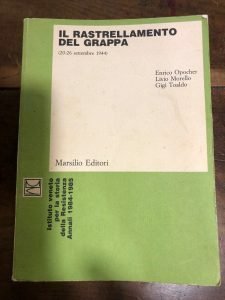 IL RASTRELLAMENTO
DEL GRAPPA
(20-26 settembre 1944)
Enrico Opocher
Livio Morello
Gigi Toaldo
Marsilio Editori
Istituto veneto
per la storia
della Resistenza
Annali 1984-1985